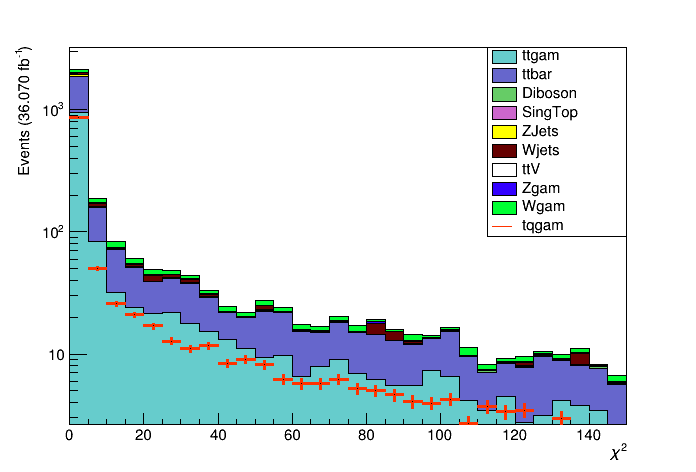 Events (36.070 fb⁻¹)
10³
10²
10
0 20 40 60 80 100 120 140
χ²
ttgam
ttbar
Diboson
SingTop
ZJets
Wjets
ttV
Zgam
Wgam
tqgam